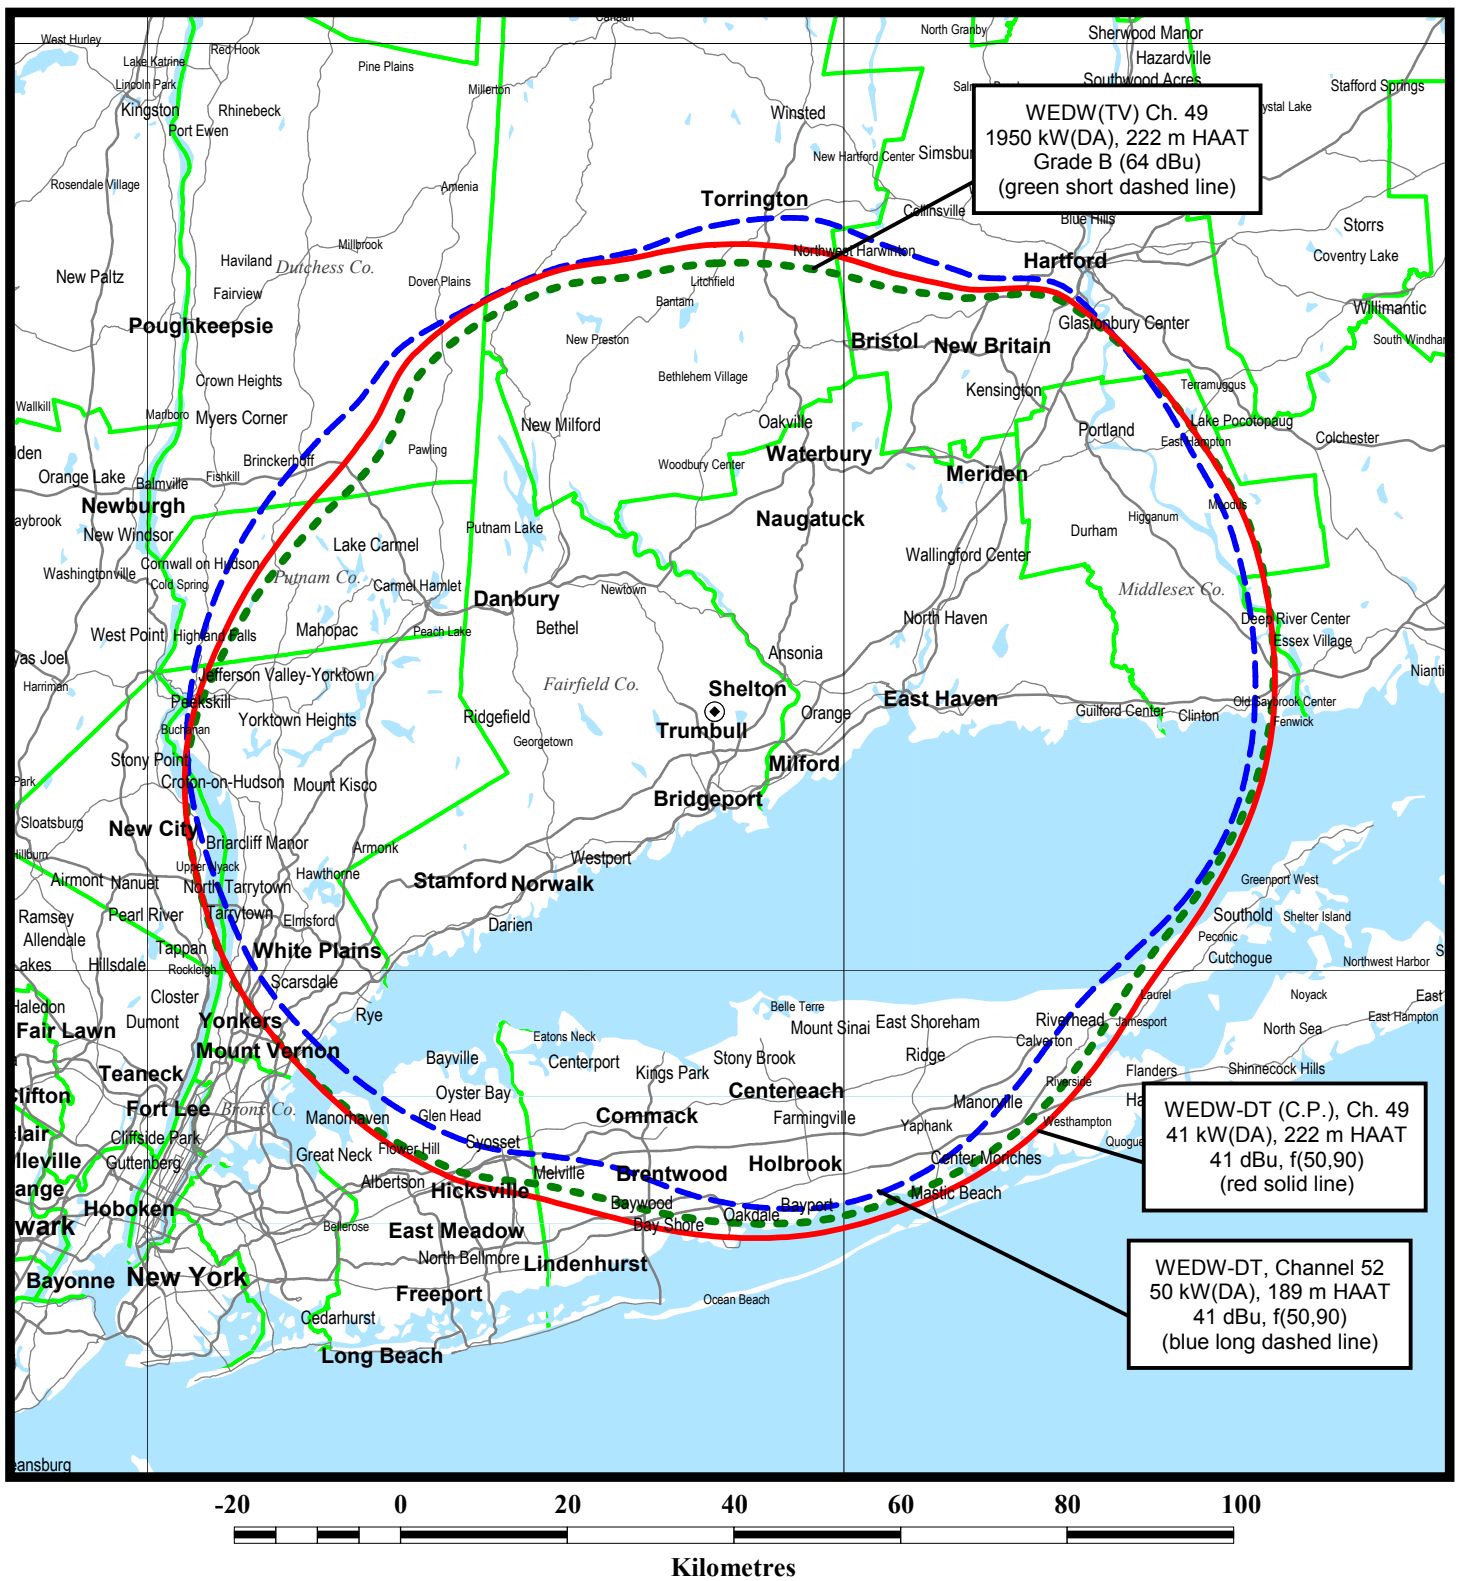 Canaan
North Granby
Sherwood Manor
West Hurley
Red Hook
Hazardville
Lake Katrine
Pine Plains
Southwood Acres
Lincoln Park
Millerton
Stafford Springs
Kingston
Rhinebeck
Winsted
Port Ewen
WEDW(TV) Ch. 49
1950 kW(DA), 222 m HAAT
Grade B (64 dBu)
(green short dashed line)
New Hartford Center
Rosendale Village
Amenia
Torrington
Collinsville
Blue Hills
Storrs
Millbrook
Northwest Harwinton
Coventry Lake
Haviland
Dutchess Co.
Hartford
New Paltz
Dover Plains
Litchfield
Fairview
Bantam
Willimantic
Poughkeepsie
Glastonbury Center
New Preston
Bristol
New Britain
Crown Heights
Bethlehem Village
Terramuggus
Kensington
Wallkill
Marlboro
Myers Corner
New Milford
Oakville
Lake Pocotopaug
Portland
East Hampton
Colchester
Pawling
Waterbury
Brinckerhoff
Woodbury Center
Meriden
Orange Lake
Balmville
Fishkill
Newburgh
Moodus
Naugatuck
Higganum
New Windsor
Putnam Lake
Durham
Lake Carmel
Wallingford Center
Washingtonville
Cornwall on Hudson
Cold Spring
Putnam Co.
Carmel Hamlet
Danbury
Newtown
Middlesex Co.
West Point
Highland Falls
Mahopac
Peach Lake
Bethel
North Haven
Deep River Center
Essex Village
Ansonia
Harriman
Jefferson Valley-Yorktown
Fairfield Co.
Shelton
East Haven
Peekskill
Yorktown Heights
Ridgefield
Orange
Guilford Center
Clinton
Old Saybrook Center
Fenwick
Buchanan
Georgetown
Trumbull
Stony Point
Milford
Croton-on-Hudson
Mount Kisco
Bridgeport
Sloatsburg
New City
Briarcliff Manor
Armonk
Westport
Upper Nyack
Hawthorne
Airmont
Nanuet
North Tarrytown
Stamford
Norwalk
Greenport West
Ramsey
Pearl River
Tarrytown
Elmsford
Darien
Southold
Shelter Island
Allendale
Tappan
White Plains
Peconic
Hillsdale
Rockleigh
Cutchogue
Northwest Harbor
Scarsdale
Closter
Rye
Belle Terre
Laurel
Noyack
East
Haledon
Dumont
Yonkers
Mount Sinai
East Shoreham
Riverhead
Jamesport
East Hampton
Fair Lawn
Mount Vernon
Eatons Neck
Calverton
North Sea
Bayville
Centerport
Stony Brook
Ridge
Teaneck
Kings Park
Riverside
Flanders
Shinnecock Hills
Clifton
Fort Lee
Bronx Co.
Oyster Bay
Centereach
Manorville
Manorhaven
Glen Head
Commack
Farmingville
Yaphank
Westhampton
Cliffside Park
Syosset
Quogue
WEDW-DT (C.P.), Ch. 49
41 kW(DA), 222 m HAAT
41 dBu, f(50,90)
(red solid line)
Guttenberg
Great Neck
Flower Hill
Holbrook
Center Moriches
Albertson
Melville
Brentwood
Hicksville
Mastic Beach
Hoboken
Baywood
Bayport
Bellerose
East Meadow
Bay Shore
Oakdale
North Bellmore
Lindenhurst
Bayonne
New York
Freeport
Ocean Beach
Cedarhurst
WEDW-DT, Channel 52
50 kW(DA), 189 m HAAT
41 dBu, f(50,90)
(blue long dashed line)
Long Beach
-20 0 20 40 60 80 100
Kilometres